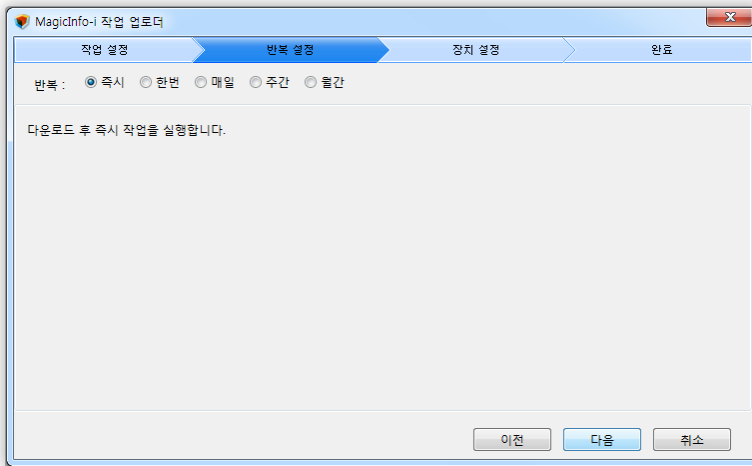 MagicInfo-i 작업 업로더
작업 설정 반복 설정 장치 설정 완료
반복 : 즉시 한번 매일 주간 월간
다운로드 후 즉시 작업을 실행합니다.
이전 다음 취소